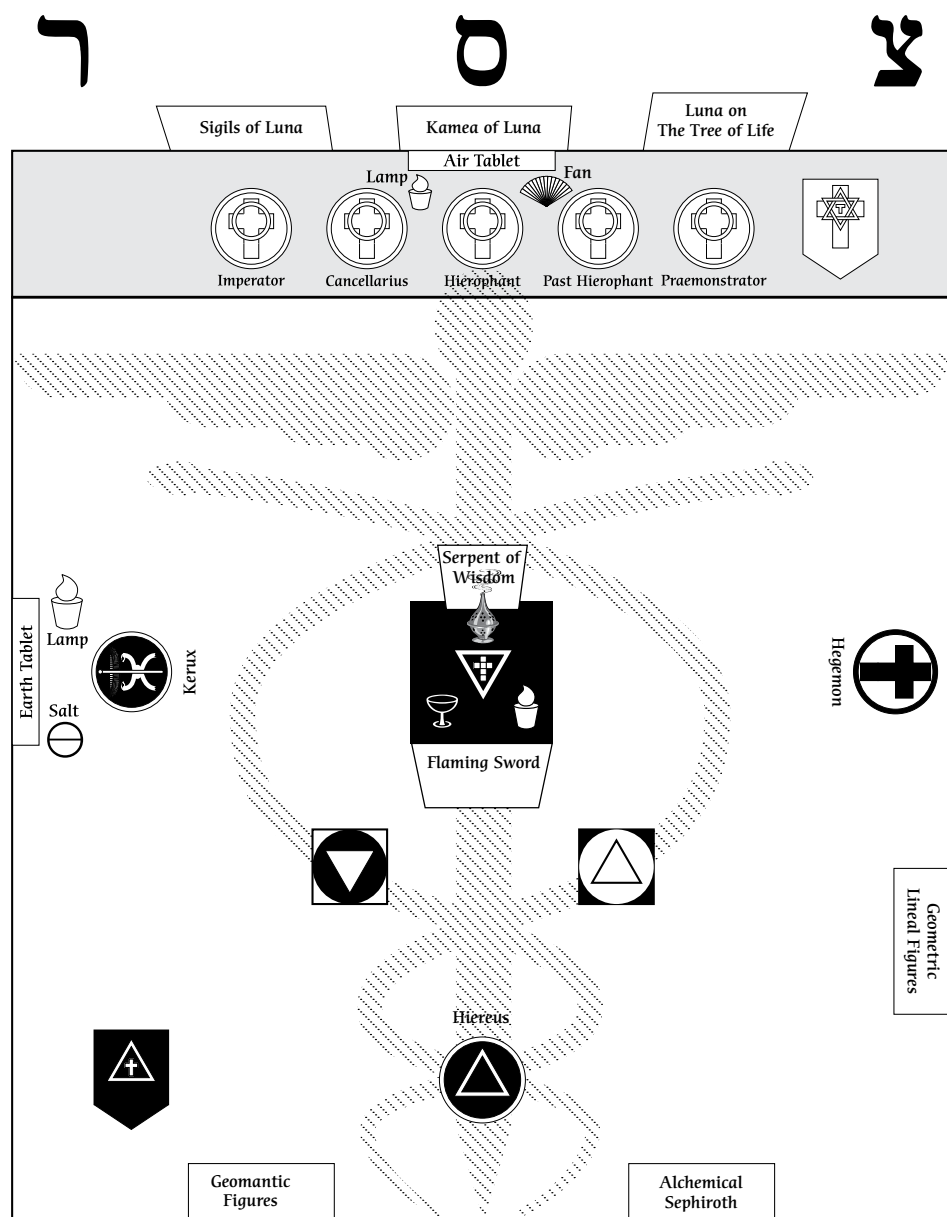 ר
ס
צ
Sigils of Luna
Kamea of Luna
Luna on
The Tree of Life
Air Tablet
Lamp
Fan
T
Imperator
Cancellarius
Hierophant
Past Hierophant
Praemonstrator
Serpent of
Wisdom
Earth Tablet
Lamp
Kerux
Salt
Hegemon
Flaming Sword
Geometric
Lineal Figures
Hiereus
Geomantic
Figures
Alchemical
Sephiroth